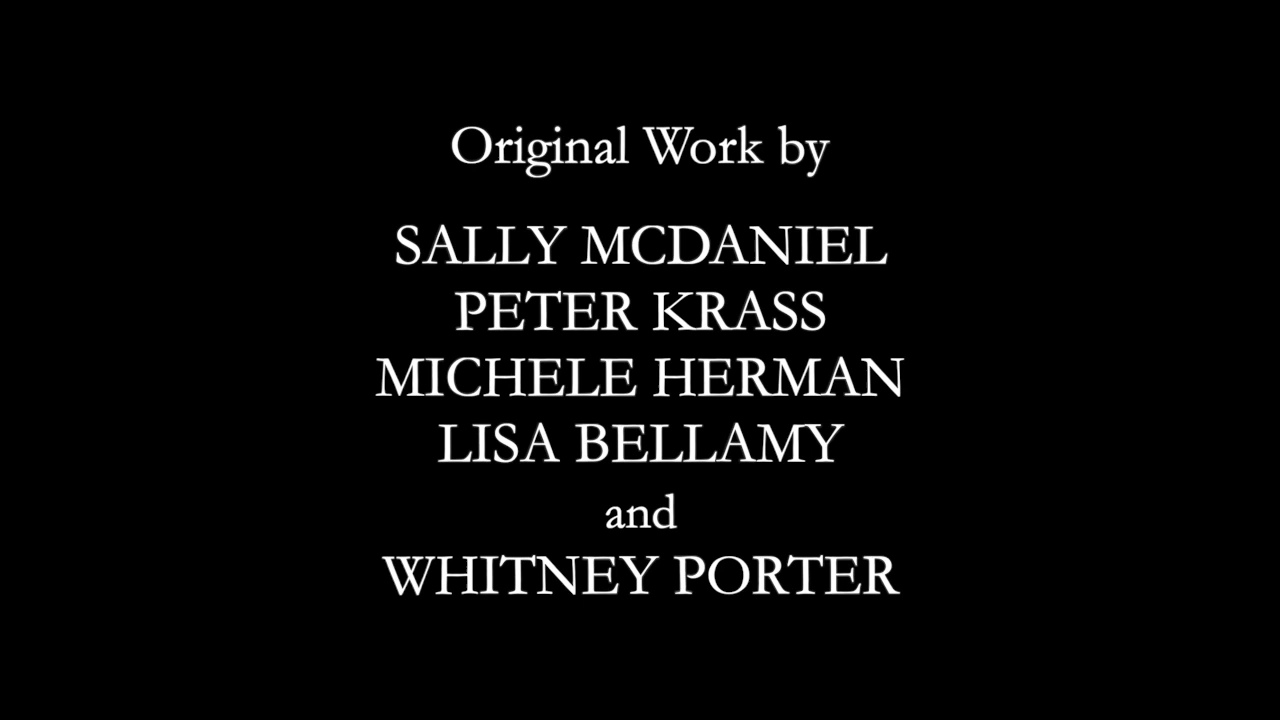 Original Work by
SALLY MCDANIEL
PETER KRASS
MICHELE HERMAN
LISA BELLAMY
and
WHITNEY PORTER